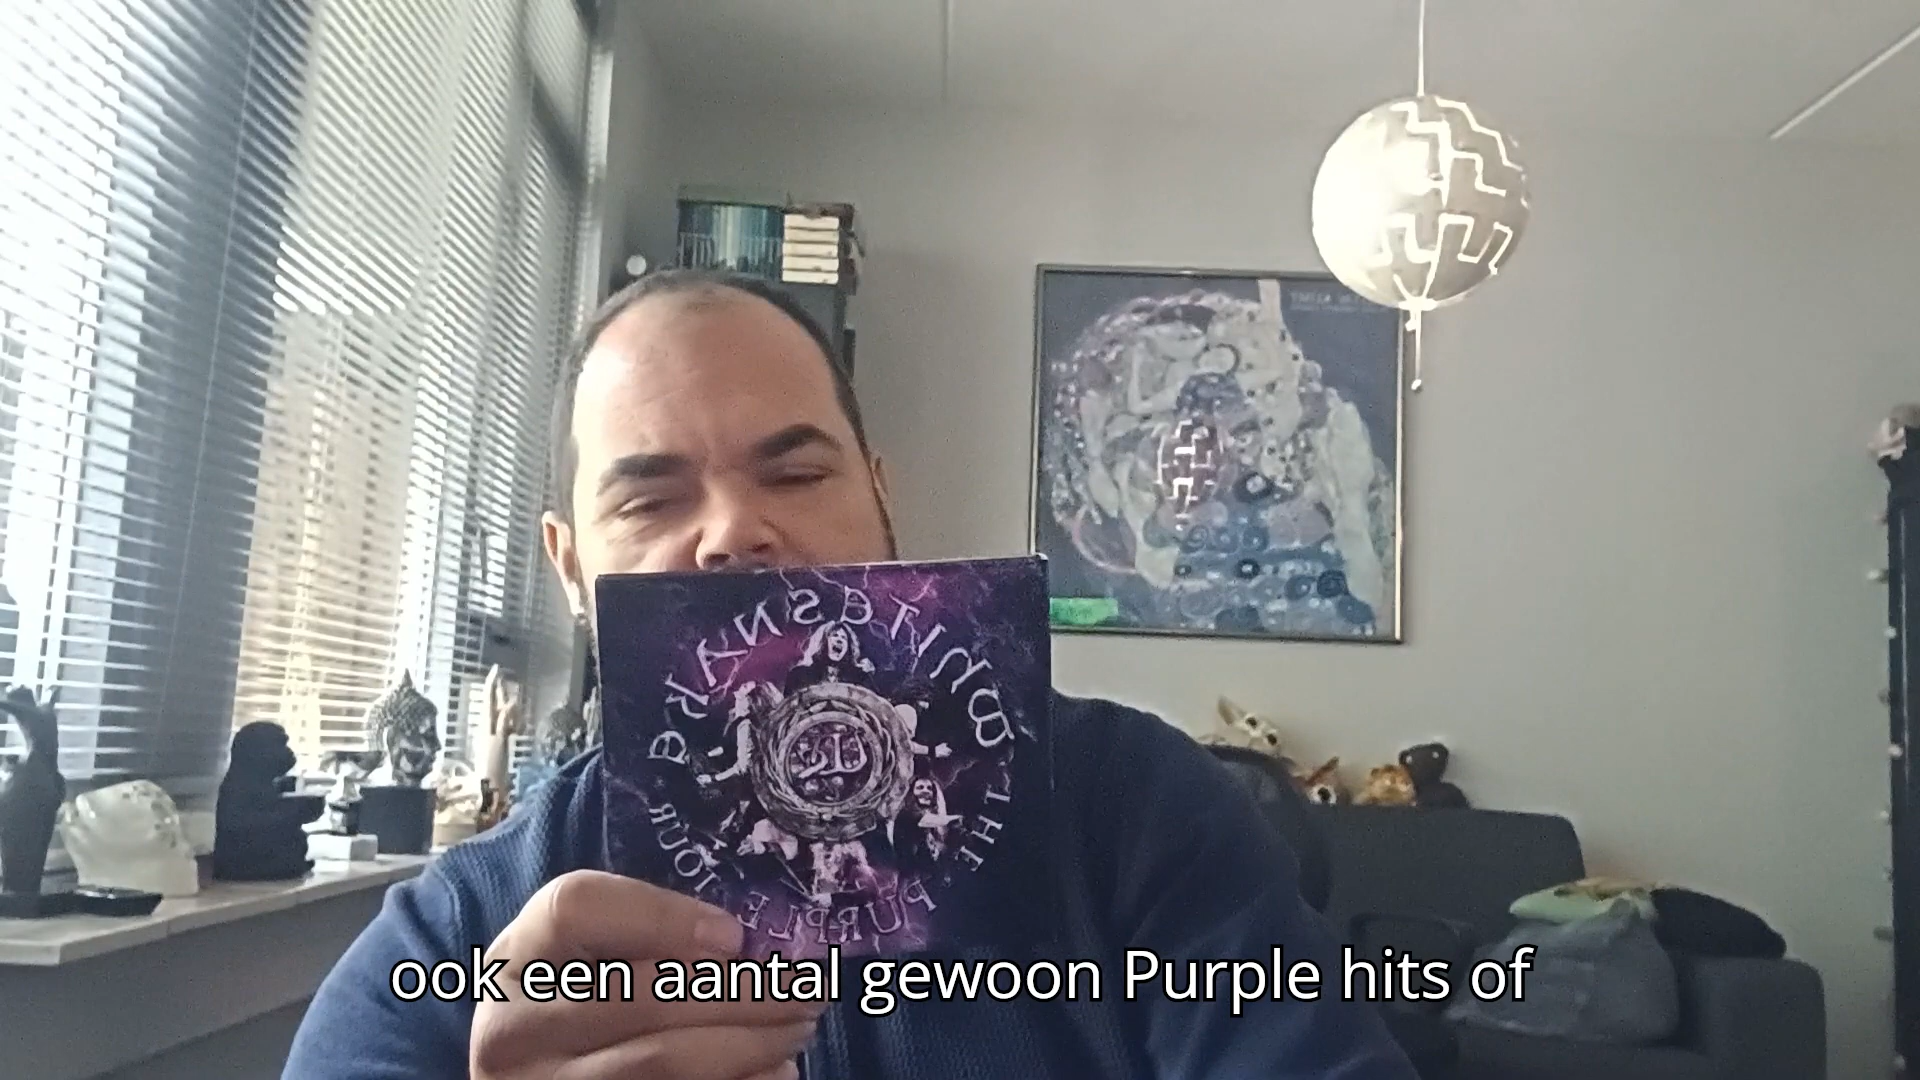 WHITESNAKE
THE PURPLE TOUR
ook een aantal gewoon Purple hits of